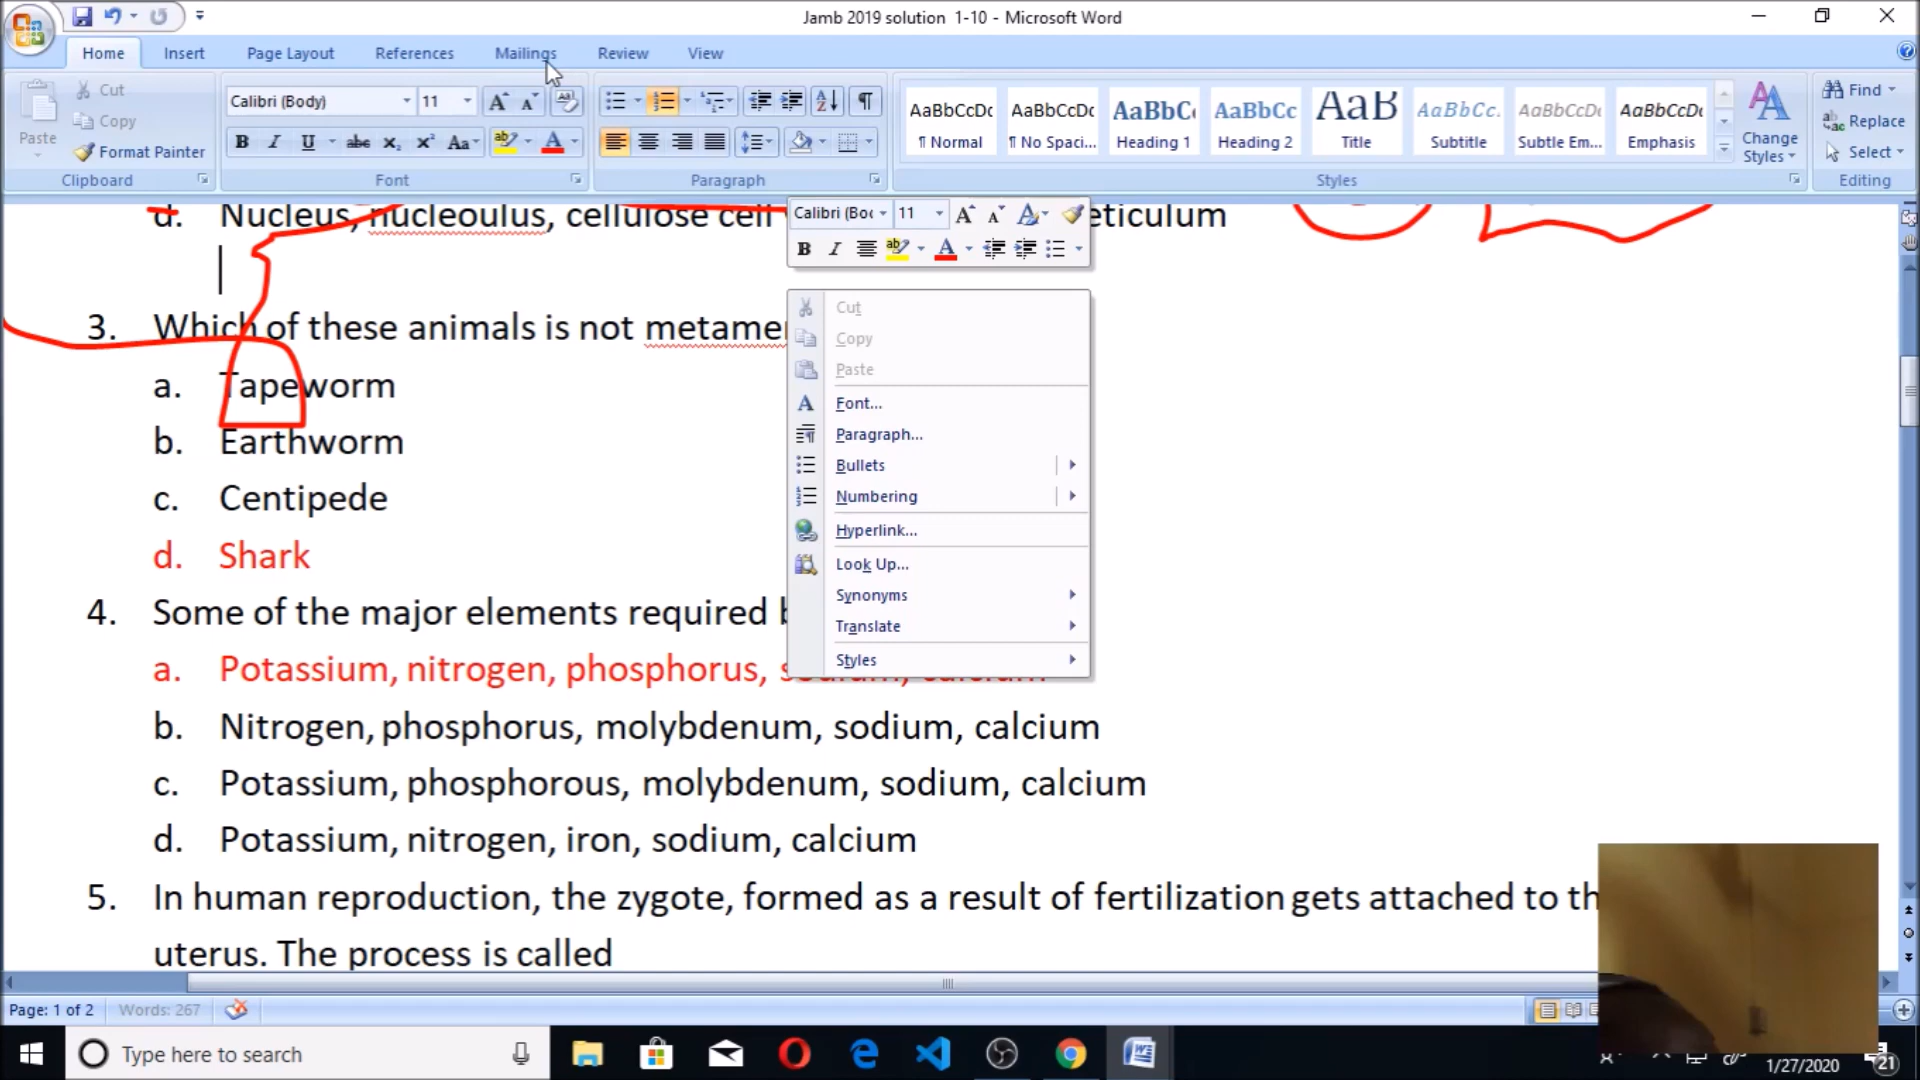 Jamb 2019 solution 1-10 - Microsoft Word
Home Insert Page Layout References Mailings Review View
Paste
Cut
Copy
Format Painter
Clipboard
Calibri (Body) 11
B I U abc
Font
Paragraph
AaBbCcDc AaBbCcDc AaBbC AaBbCc AaB AaBbCc. AaBbCcDc AaBbCcDc
¶ Normal ¶ No Spaci... Heading 1 Heading 2 Title Subtitle Subtle Em... Emphasis
Change Styles
Styles
Find
Replace
Select
Editing
d. Nucleus, nucleoulus, cellulose cell
Calibri (Boc 11
B I
3. Which of these animals is not
a. Tapeworm
b. Earthworm
c. Centipede
d. Shark
4. Some of the major elements required
a. Potassium, nitrogen, phosphorus,
b. Nitrogen, phosphorus, molybdenum, sodium, calcium
c. Potassium, phosphorous, molybdenum, sodium, calcium
d. Potassium, nitrogen, iron, sodium, calcium
5. In human reproduction, the zygote, formed as a result of fertilization gets attached to
uterus. The process is called
Cut
Copy
Paste
Font...
Paragraph...
Bullets
Numbering
Hyperlink...
Look Up...
Synonyms
Translate
Styles
Page: 1 of 2 Words: 267
Type here to search
1/27/2020
21